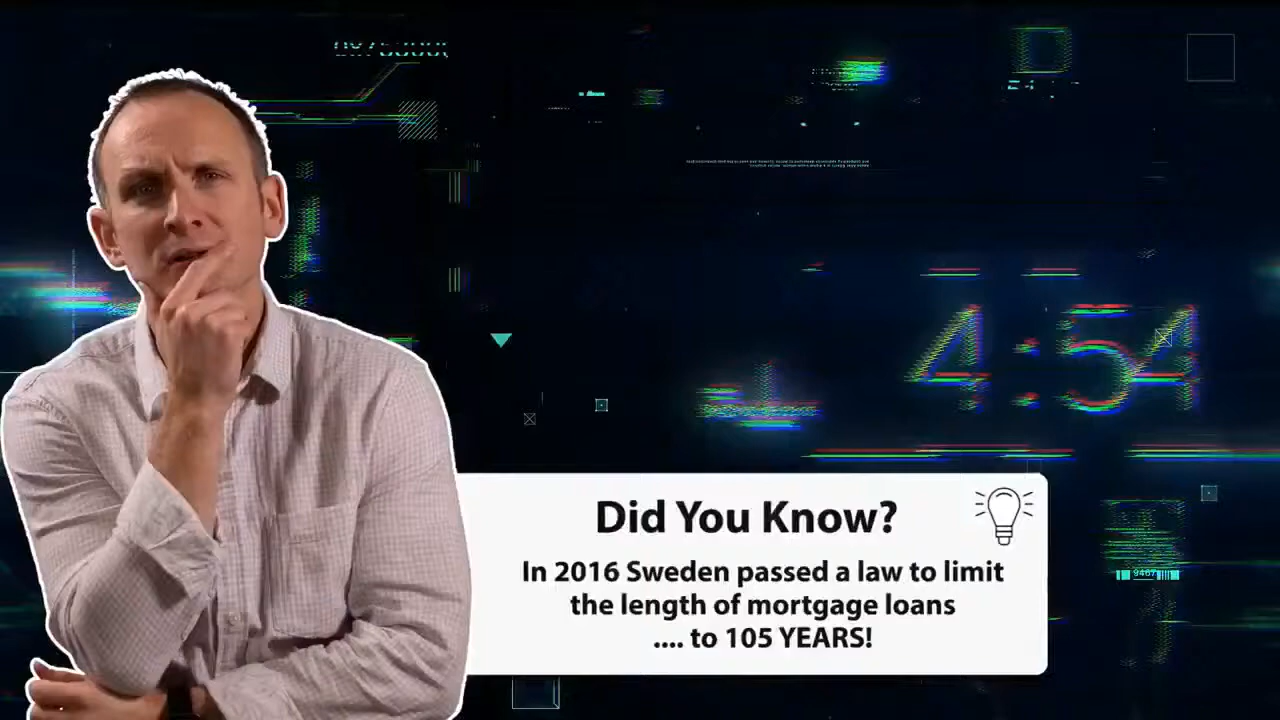 4:54
Did You Know?
In 2016 Sweden passed a law to limit
the length of mortgage loans
.... to 105 YEARS!
9467